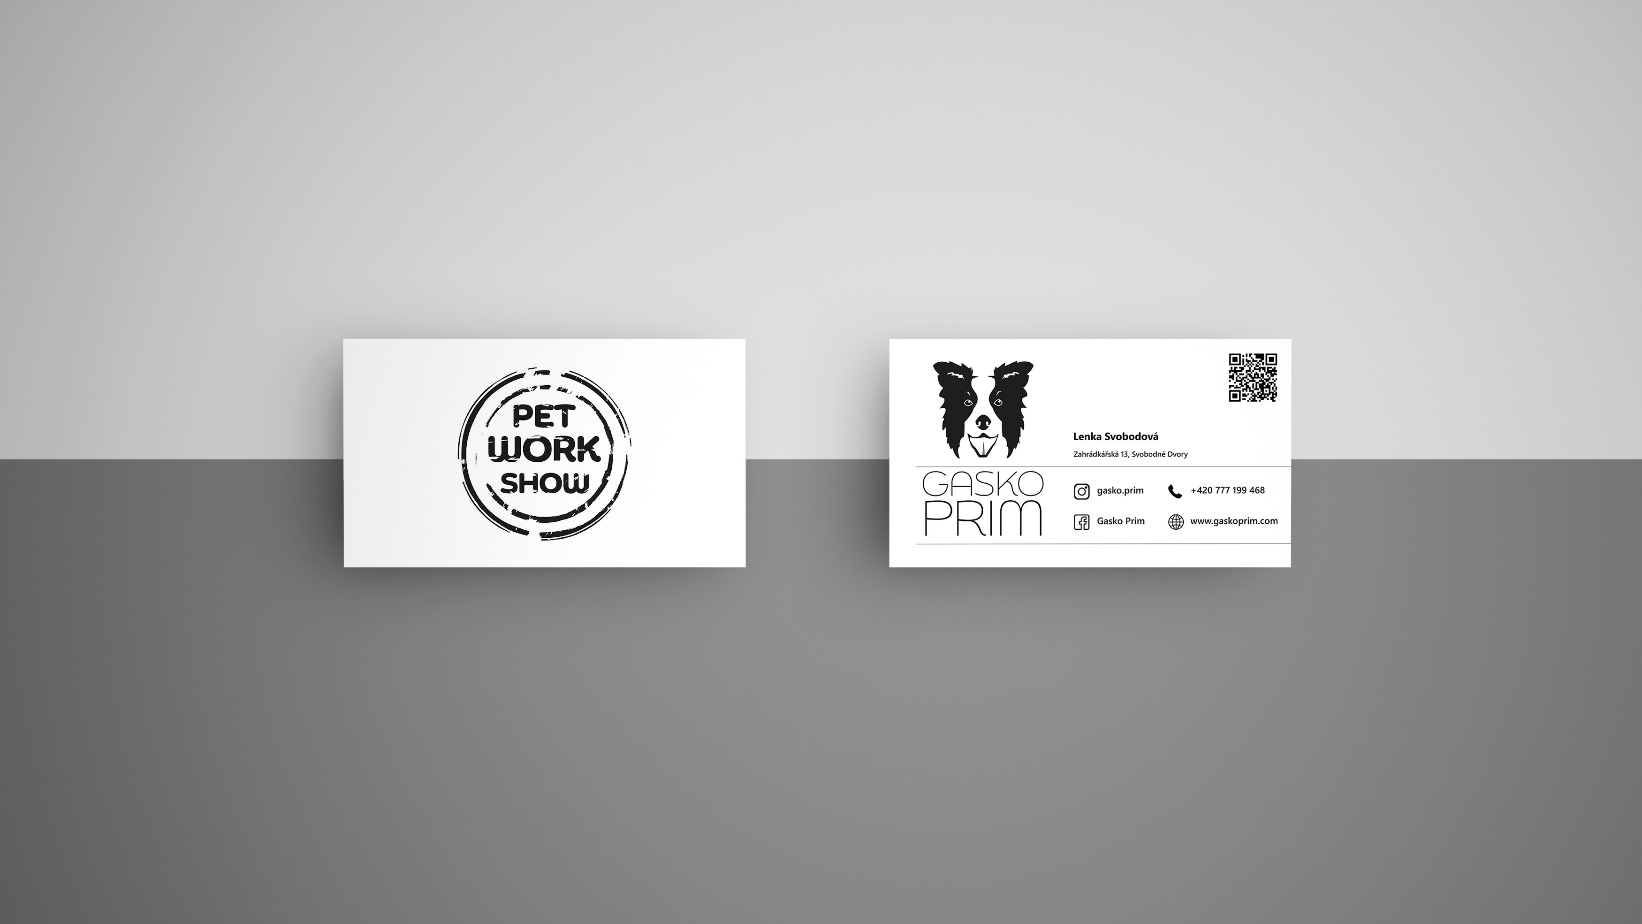 PET
WORK
SHOW
Lenka Svobodová
Zahrádkářská 13, Svobodné Dvory
GASKO
PRIM
gasko.prim
+420 777 199 468
Gasko Prim
www.gaskoprim.com